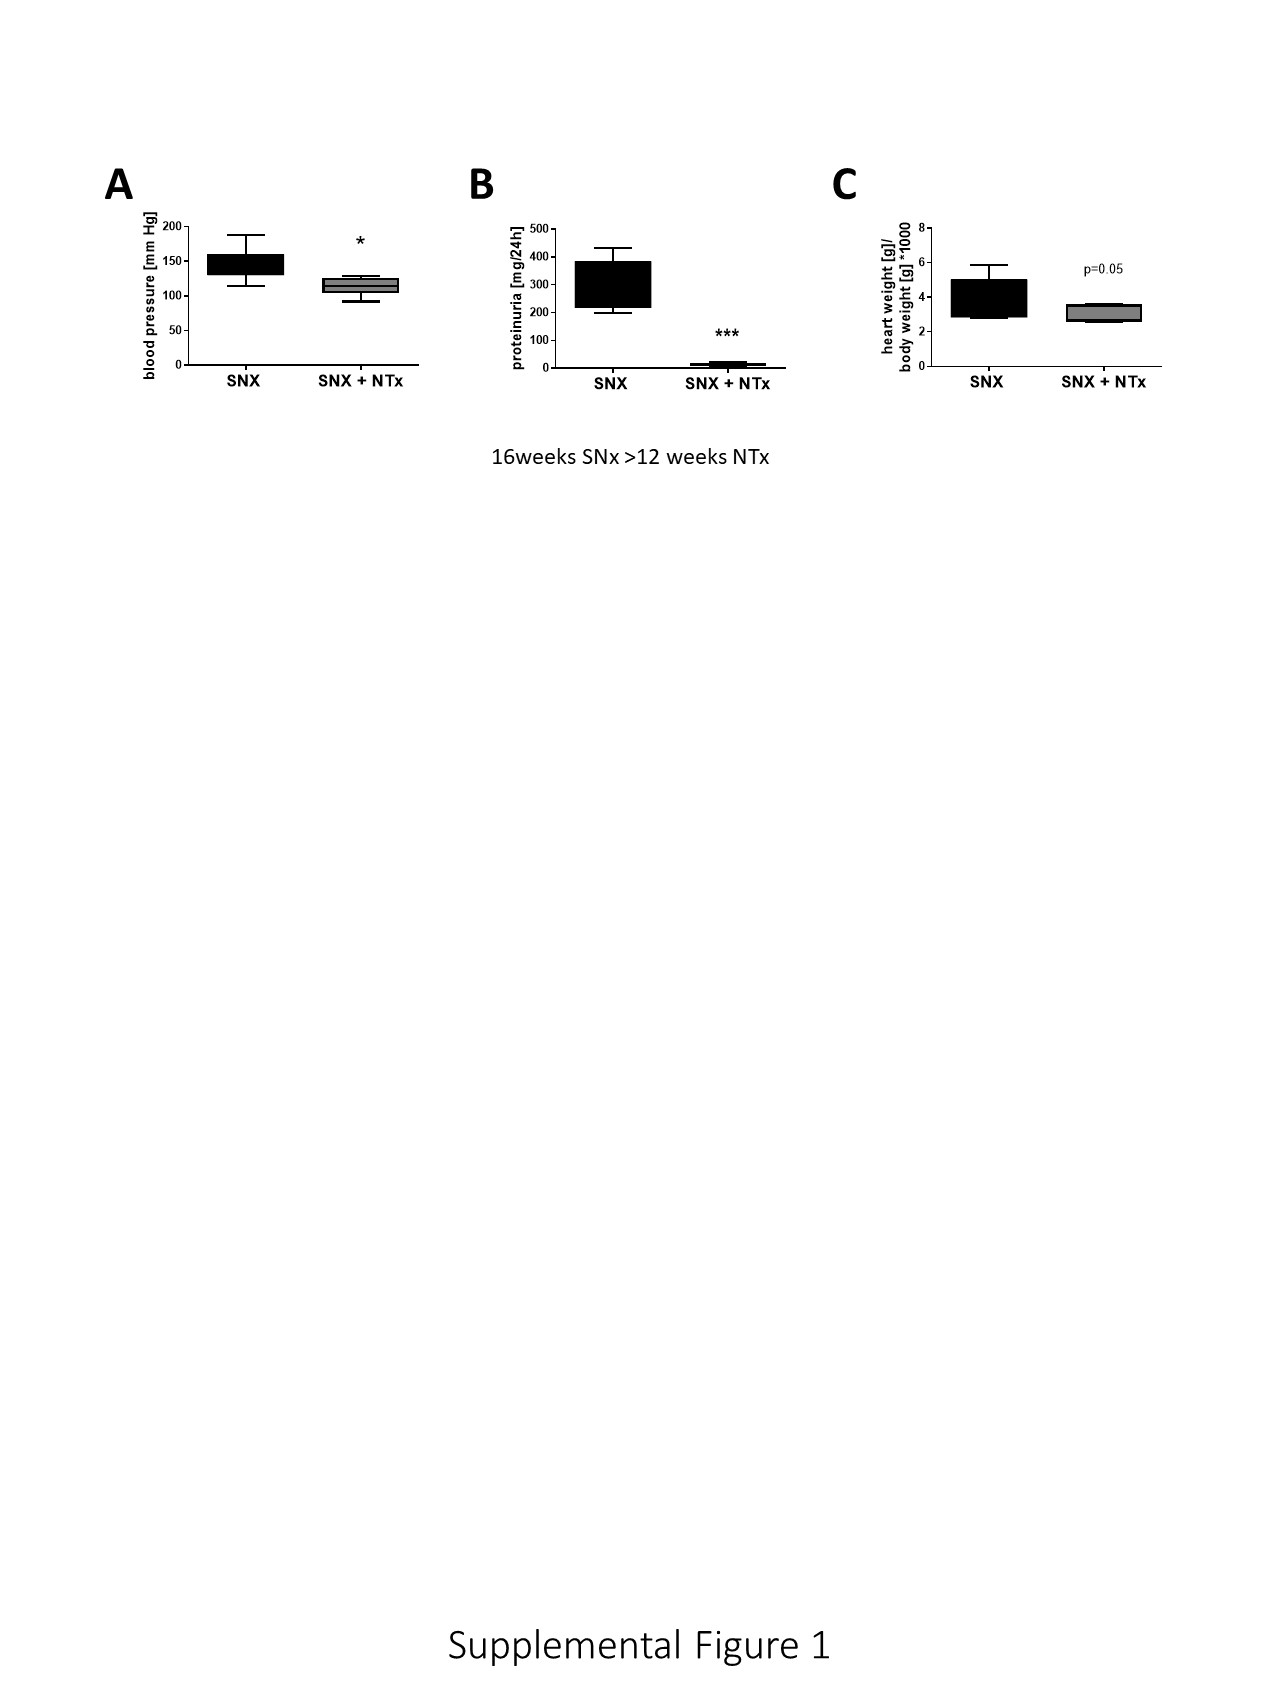 A
blood pressure [mm Hg]
200
150
100
50
0
*
SNX
SNX + NTx
B
proteinuria [mg/24h]
500
400
300
200
100
0
***
SNX
SNX + NTx
C
heart weight [g]/
body weight [g] *1000
8
6
4
2
0
p=0.05
SNX
SNX + NTx
16weeks SNx >12 weeks NTx
Supplemental Figure 1